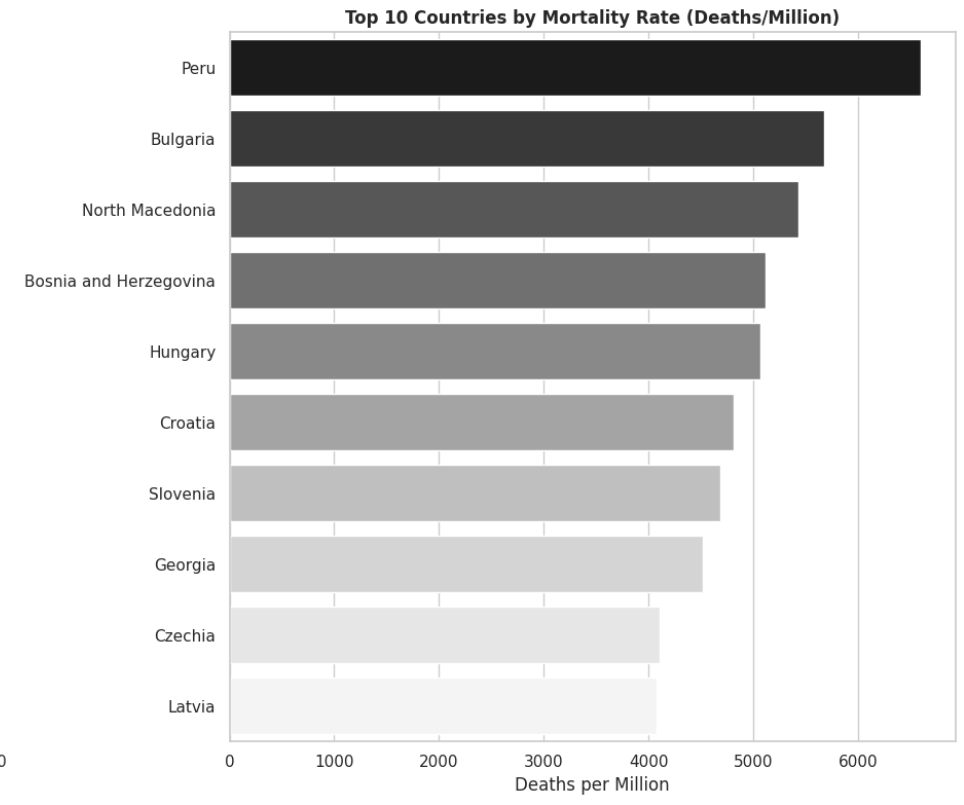 Top 10 Countries by Mortality Rate (Deaths/Million)
Peru
Bulgaria
North Macedonia
Bosnia and Herzegovina
Hungary
Croatia
Slovenia
Georgia
Czechia
Latvia
0 1000 2000 3000 4000 5000 6000
Deaths per Million